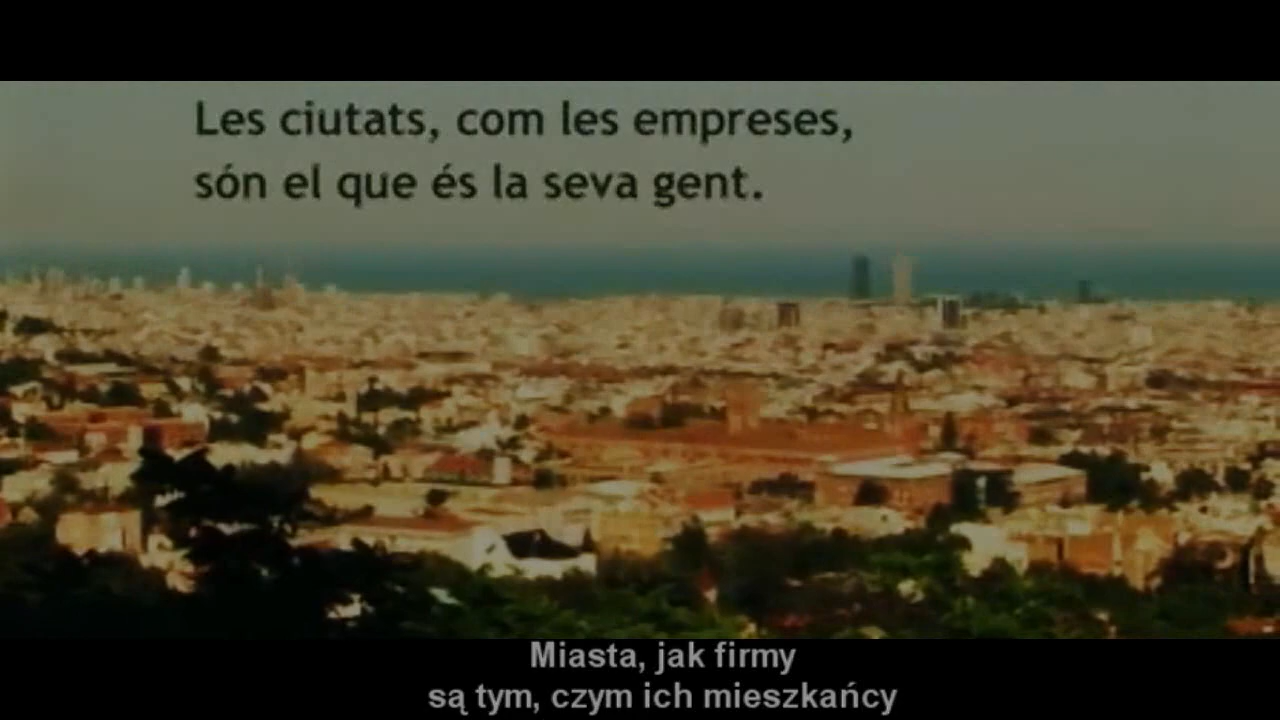 Les ciutats, com les empreses,
són el que és la seva gent.
Miasta, jak firmy
są tym, czym ich mieszkańcy